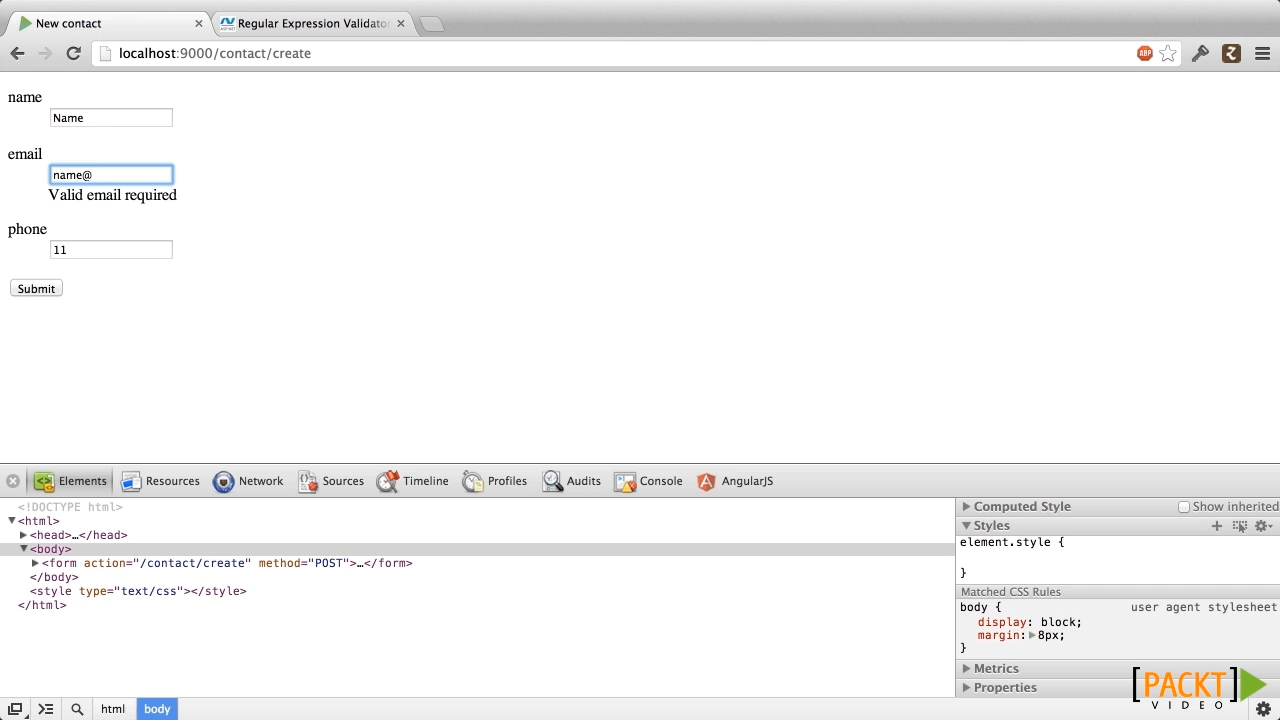 New contact
Regular Expression Validato
localhost:9000/contact/create
ABP
name
Name
email
name@
Valid email required
phone
11
Submit
Elements
Resources
Network
Sources
Timeline
Profiles
Audits
Console
AngularJS
<!DOCTYPE html>
<html>
<head>…</head>
<body>
<form action="/contact/create" method="POST">…</form>
</body>
<style type="text/css"></style>
</html>
Computed Style
Show inherited
Styles
element.style {
}
Matched CSS Rules
body {
user agent stylesheet
display: block;
margin: 8px;
}
Metrics
Properties
html
body
[PACKT]
VIDEO